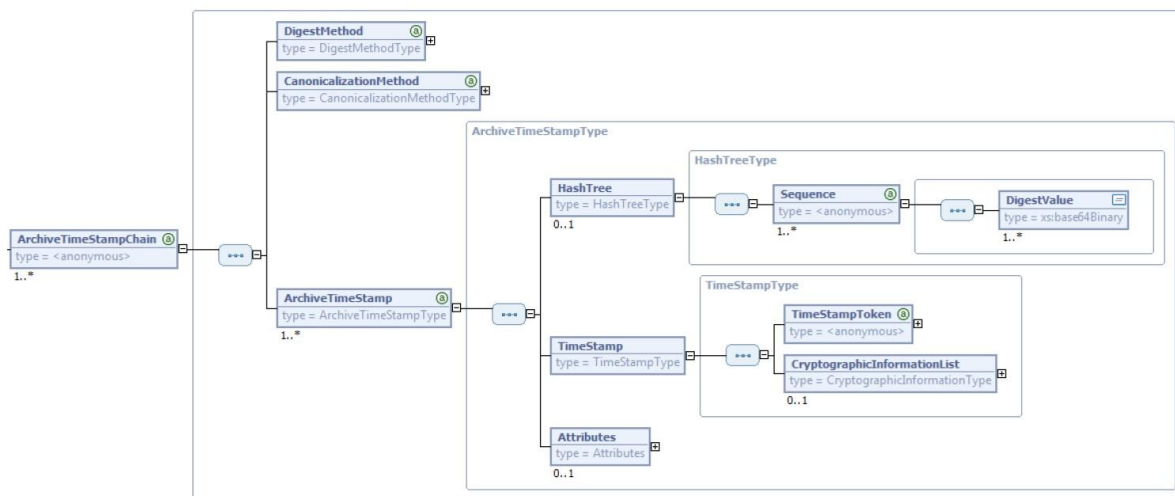 DigestMethod
type = DigestMethodType
CanonicalizationMethod
type = CanonicalizationMethodType
ArchiveTimeStampType
HashTreeType
HashTree
type = HashTreeType
0..1
Sequence
type = <anonymous>
1..*
DigestValue
type = xs:base64Binary
1..*
ArchiveTimeStampChain
type = <anonymous>
1..*
ArchiveTimeStamp
type = ArchiveTimeStampType
1..*
TimeStampType
TimeStamp
type = TimeStampType
TimeStampToken
type = <anonymous>
CryptographicInformationList
type = CryptographicInformationType
0..1
Attributes
type = Attributes
0..1